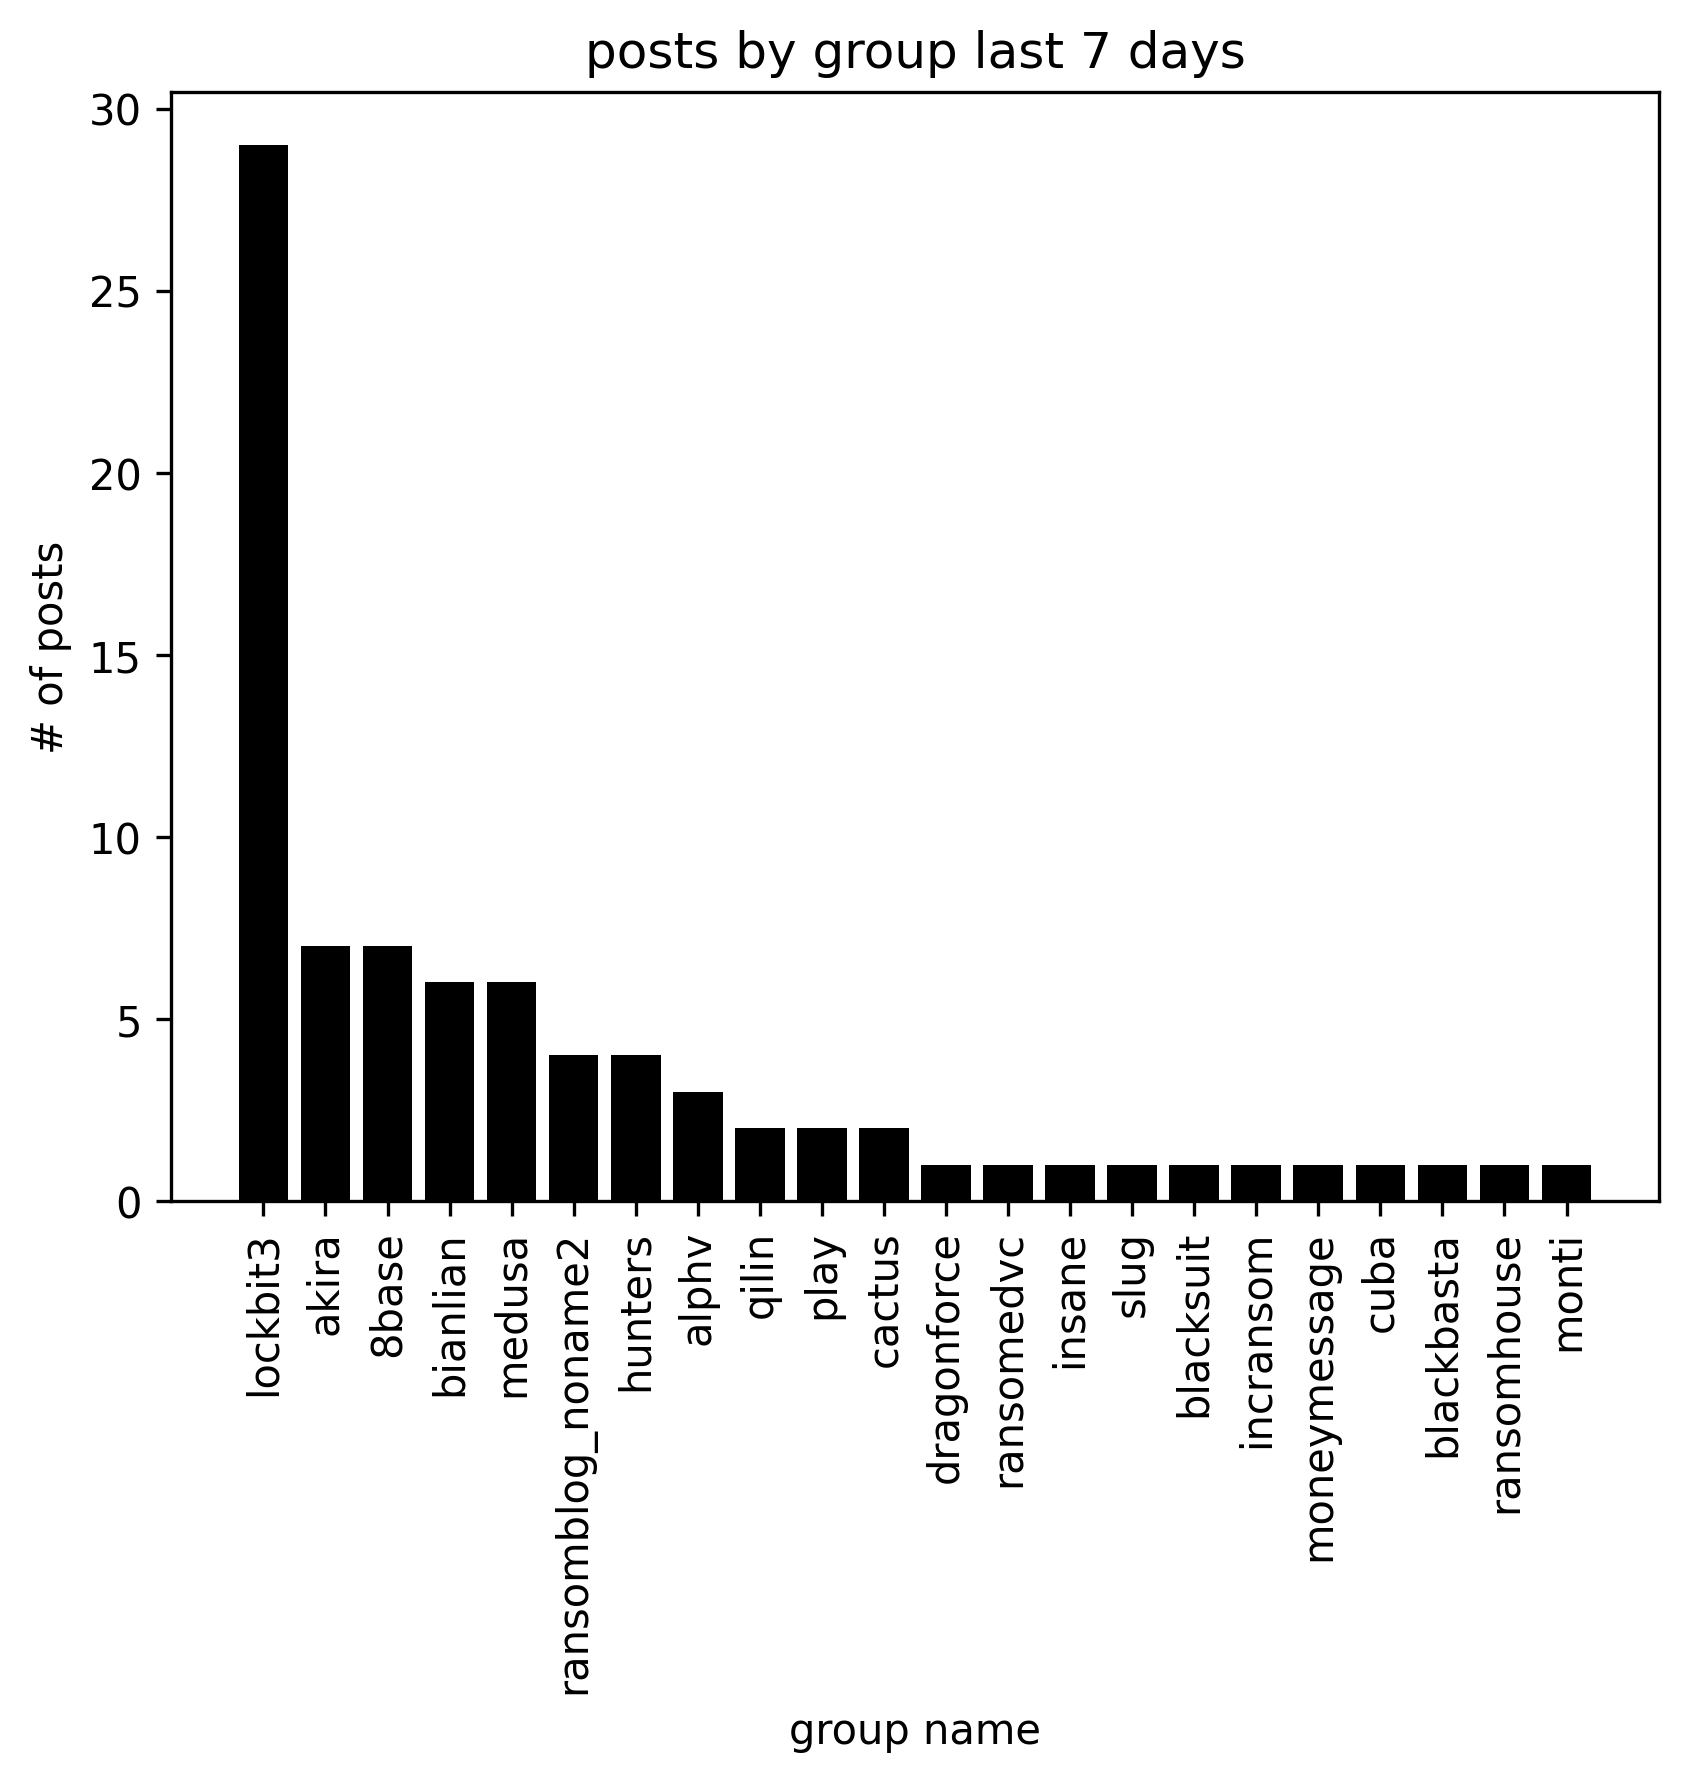 posts by group last 7 days
30
25
20
15
10
5
0
# of posts
lockbit3
akira
8base
bianlian
medusa
ransomblog_noname2
hunters
alphv
qilin
play
cactus
dragonforce
ransomedvc
insane
slug
blacksuit
incransom
moneymessage
cuba
blackbasta
ransomhouse
monti
group name